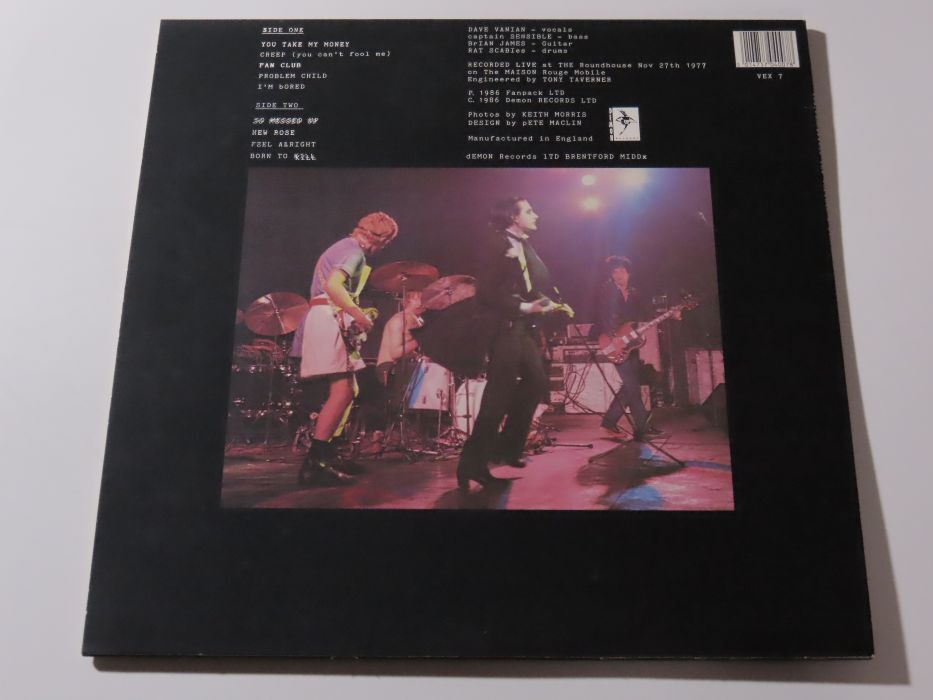 SIDE ONE
YOU TAKE MY MONEY
CREEP (you can't fool me)
FAN CLUB
PROBLEM CHILD
I'M bORED
SIDE TWO
SO MESSED UP
NEW ROSE
FEEL ALRIGHT
BORN TO KILL
DAVE VANIAN - vocals
captain SENSIBLE - bass
BrIAN JAMES - Guitar
RAT SCABIes - drums
RECORDED LIVE at THE Roundhouse Nov 27th 1977
on The MAISON Rouge Mobile
Engineered by TONY TAVERNER
P. 1986 Fanpack LTD
C. 1986 Demon RECORDS LTD
Photos by KEITH MORRIS
DESIGN by pETE MACLIN
Manufactured in England
dEMON Records lTD BRENTFORD MIDDx
VEX 7